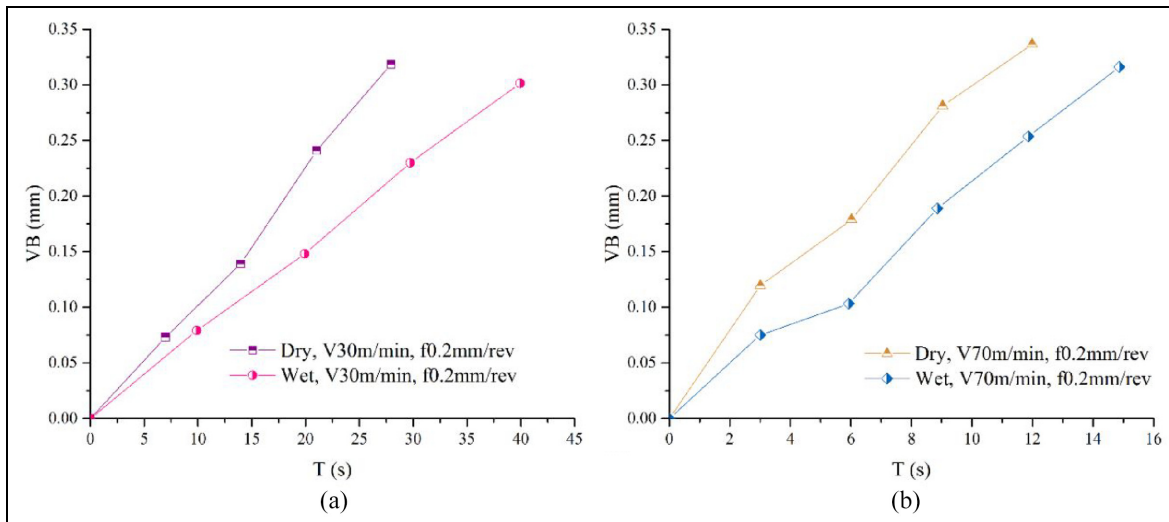 0.35
0.30
0.25
0.20
0.15
0.10
0.05
0.00
VB (mm)
Dry, V30m/min, f0.2mm/rev
Wet, V30m/min, f0.2mm/rev
0 5 10 15 20 25 30 35 40 45
T (s)
(a)
0.35
0.30
0.25
0.20
0.15
0.10
0.05
0.00
VB (mm)
Dry, V70m/min, f0.2mm/rev
Wet, V70m/min, f0.2mm/rev
0 2 4 6 8 10 12 14 16
T (s)
(b)